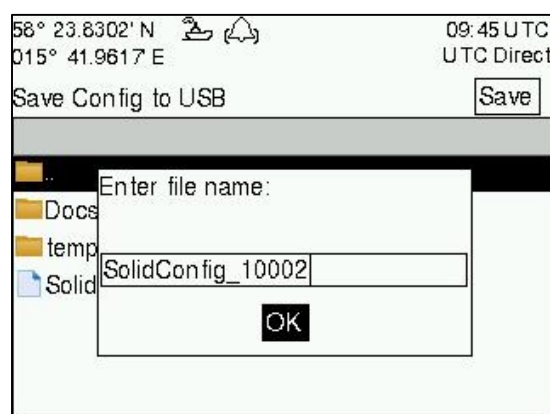 58° 23.8302' N
09:45 UTC
015° 41.9617' E
UTC Direct
Save Config to USB
Save
..
Enter file name:
Docs
temp
SolidConfig_10002
Solid
OK